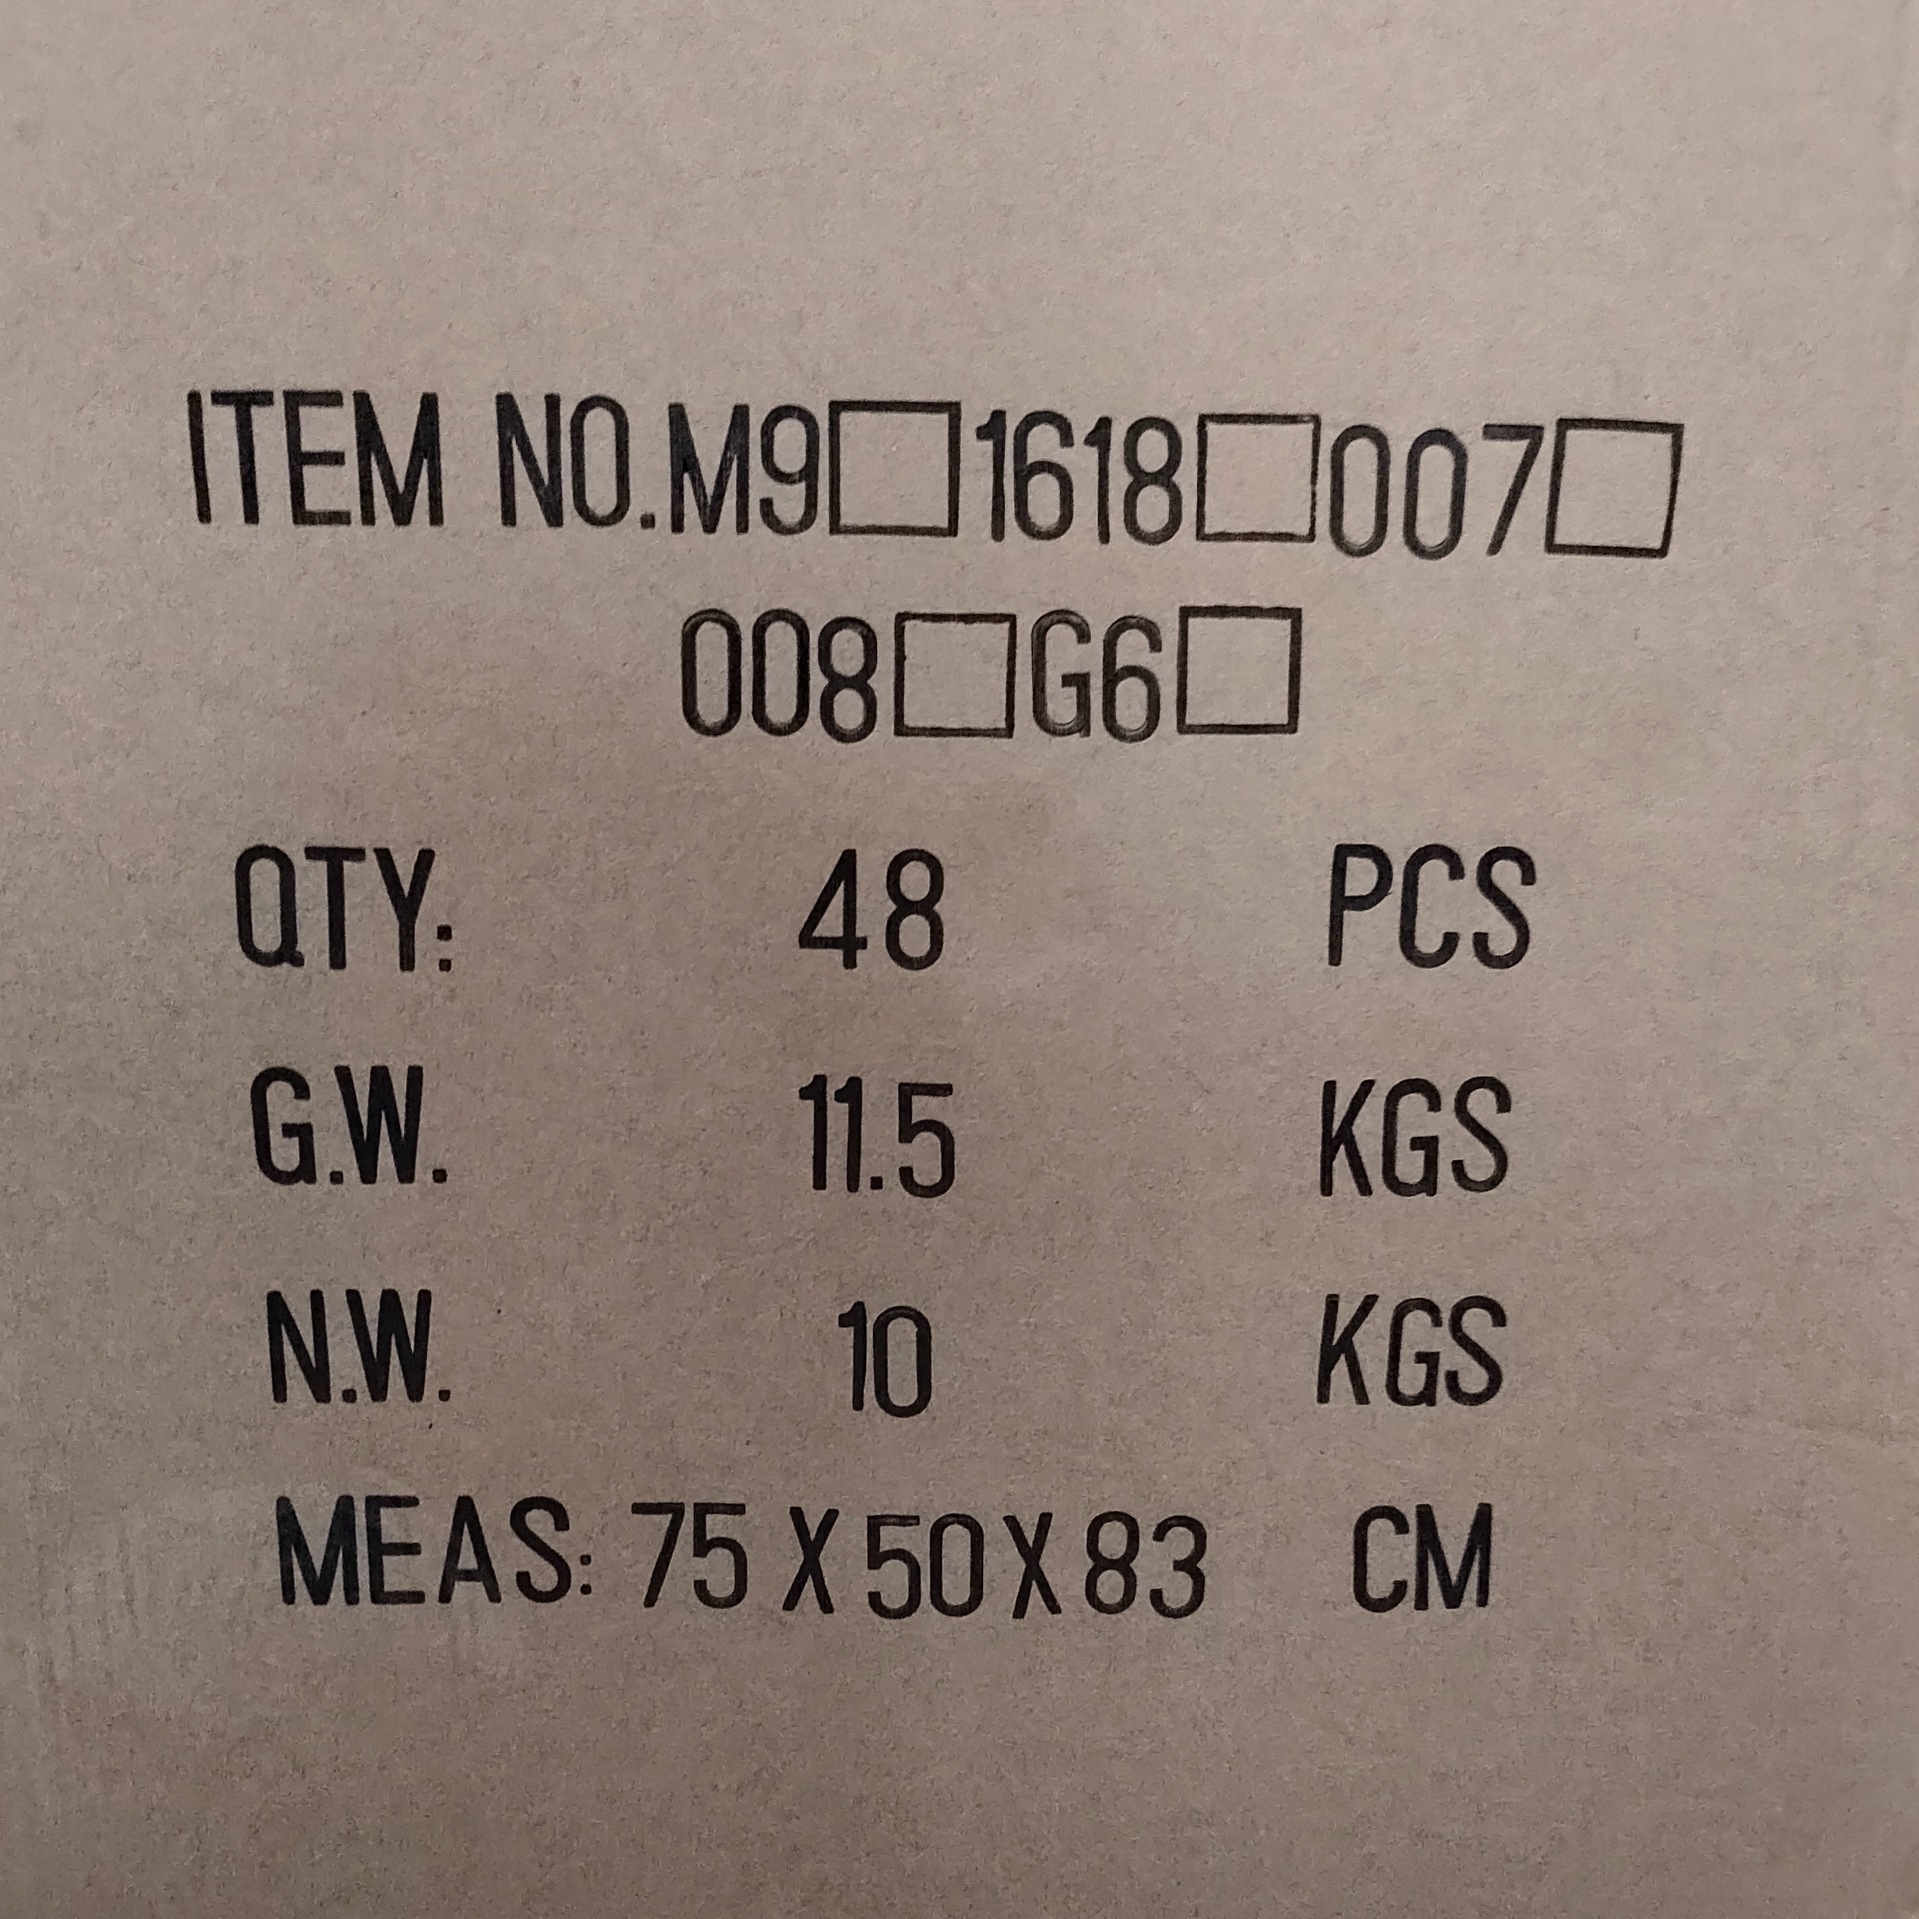 ITEM NO.M9□1618□007□
008□G6□
QTY: 48 PCS
G.W. 11.5 KGS
N.W. 10 KGS
MEAS: 75 X 50 X 83 CM